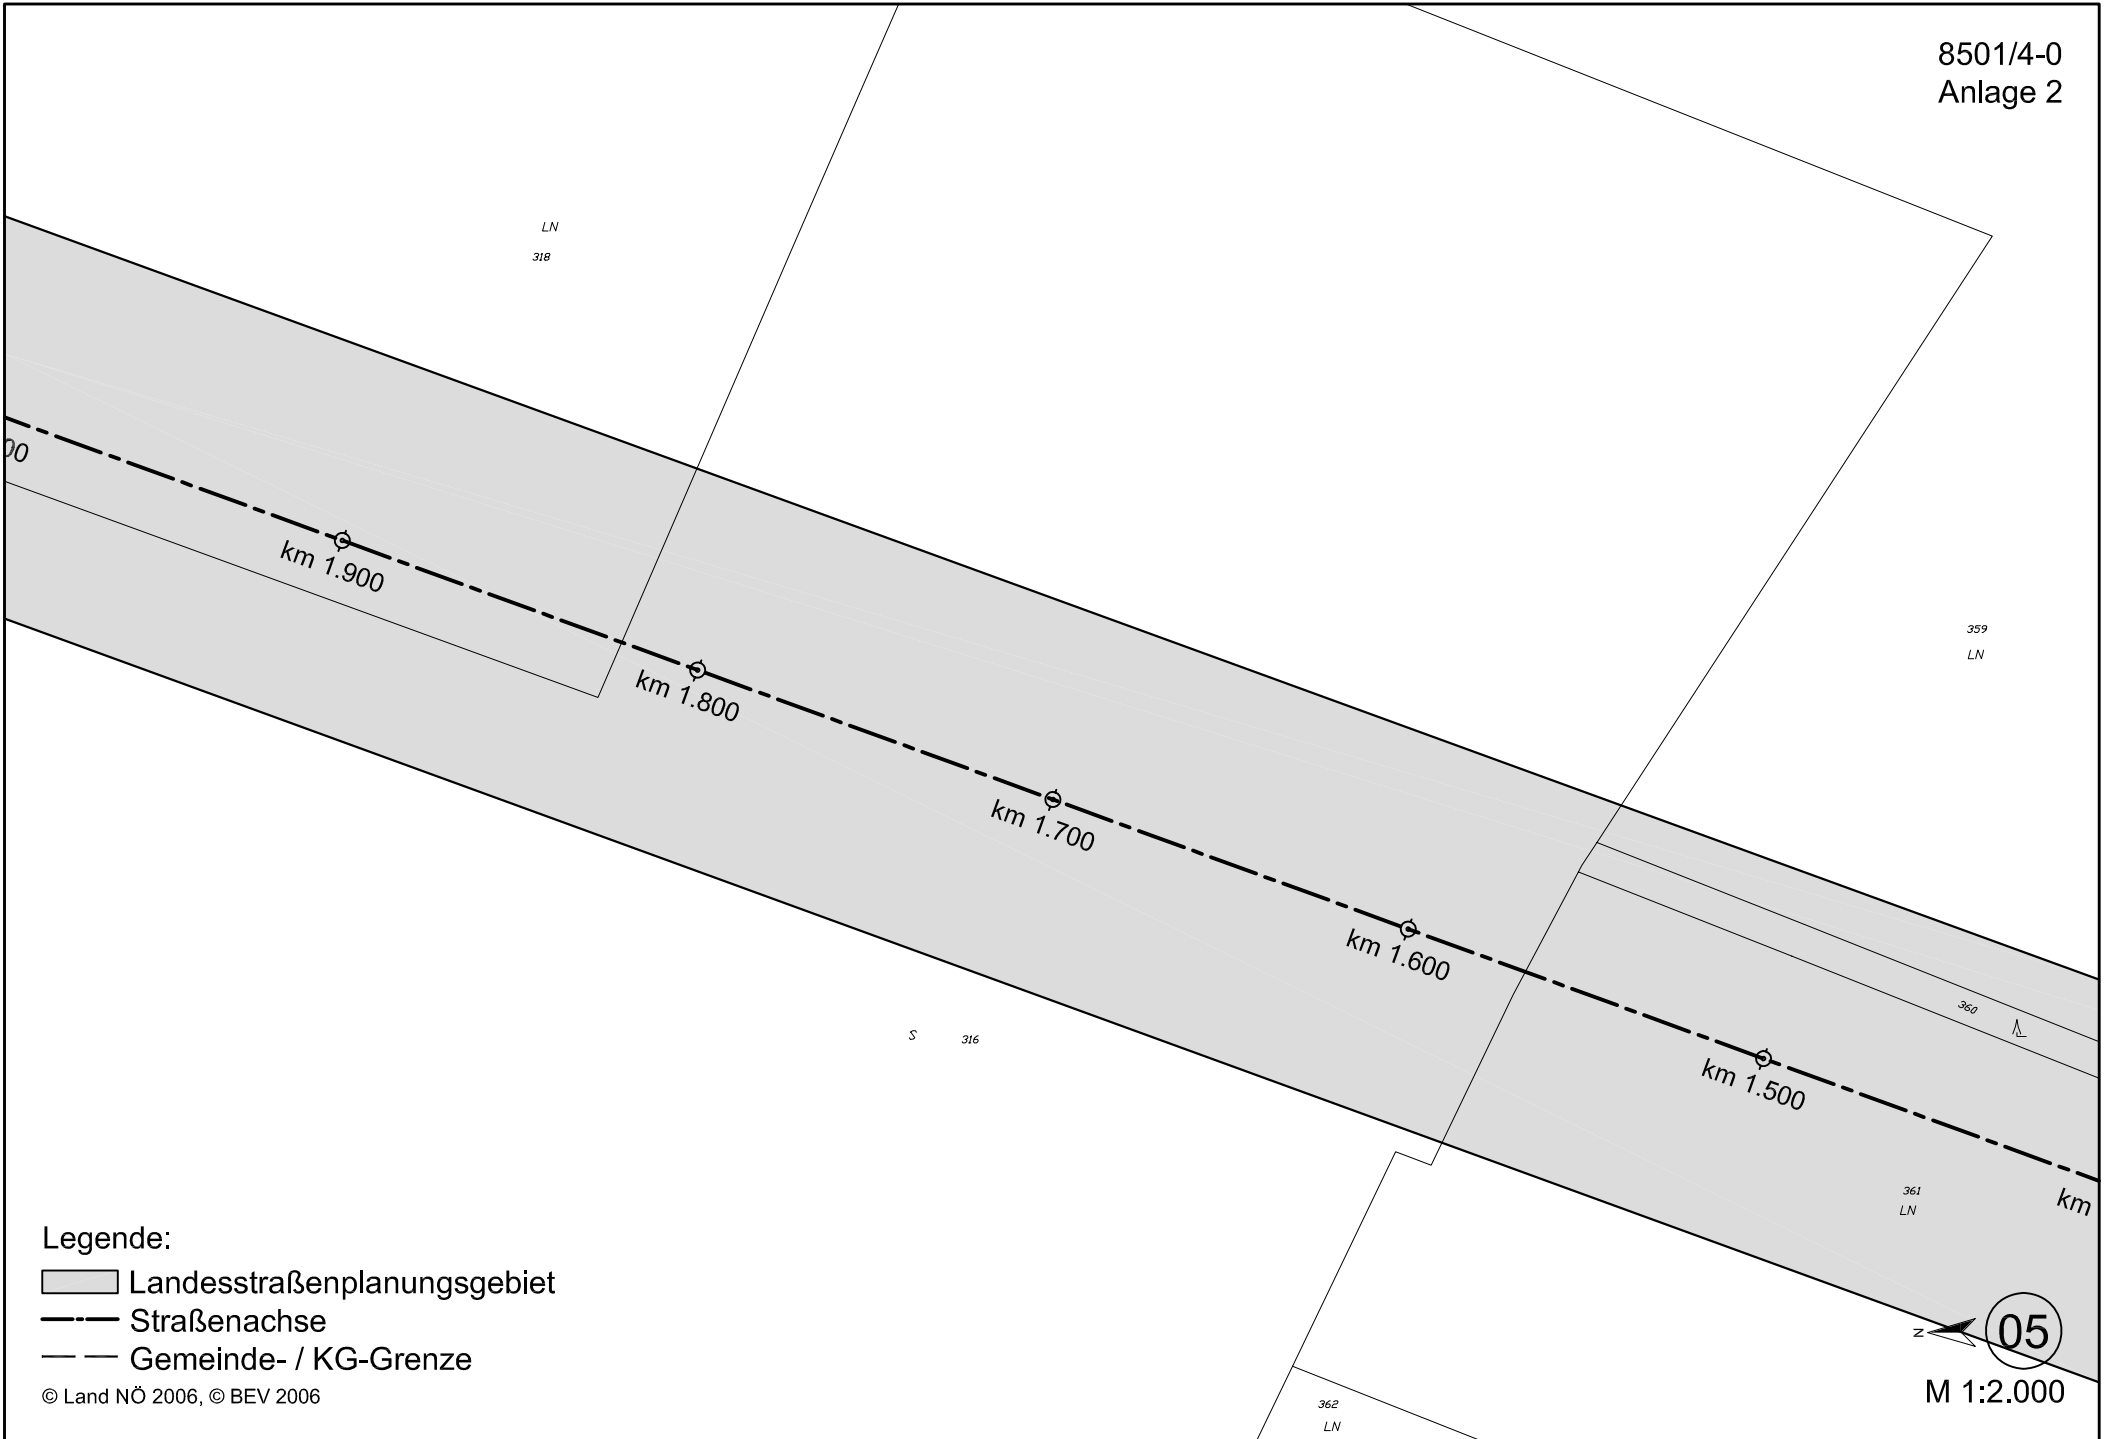 8501/4-0
Anlage 2
LN
318
00
km 1.900
km 1.800
km 1.700
km 1.600
km 1.500
km
359
LN
360
S 316
361
LN
362
LN
Legende:
Landesstraßenplanungsgebiet
Straßenachse
Gemeinde- / KG-Grenze
© Land NÖ 2006, © BEV 2006
N
05
M 1:2.000